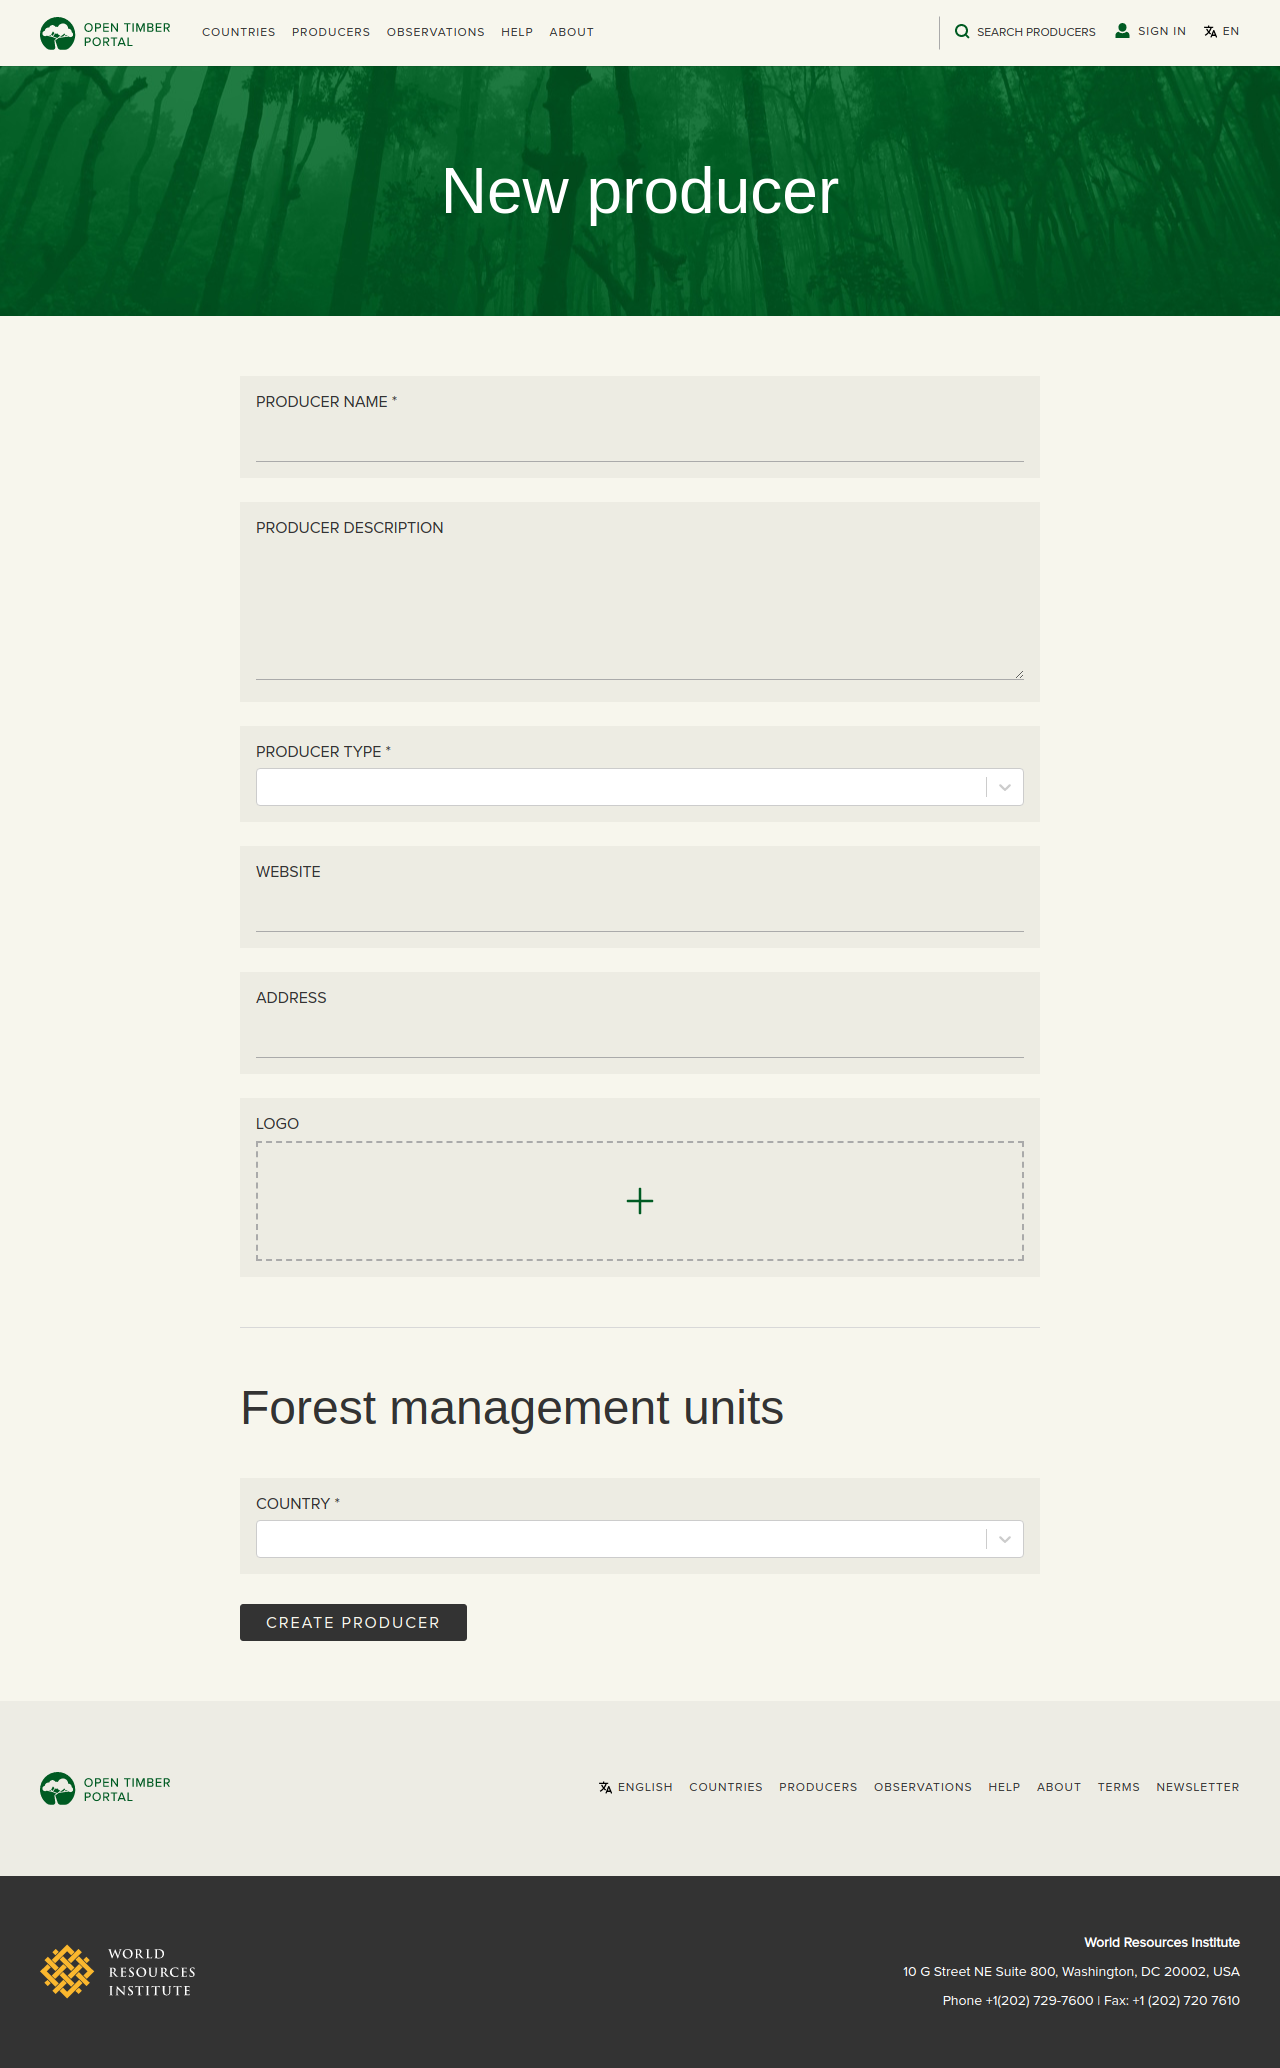 OPEN TIMBER
PORTAL
COUNTRIES PRODUCERS OBSERVATIONS HELP ABOUT
SEARCH PRODUCERS SIGN IN EN
New producer
PRODUCER NAME *
PRODUCER DESCRIPTION
PRODUCER TYPE *
WEBSITE
ADDRESS
LOGO
Forest management units
COUNTRY *
CREATE PRODUCER
OPEN TIMBER
PORTAL
ENGLISH COUNTRIES PRODUCERS OBSERVATIONS HELP ABOUT TERMS NEWSLETTER
WORLD
RESOURCES
INSTITUTE
World Resources Institute
10 G Street NE Suite 800, Washington, DC 20002, USA
Phone +1(202) 729-7600 | Fax: +1 (202) 720 7610